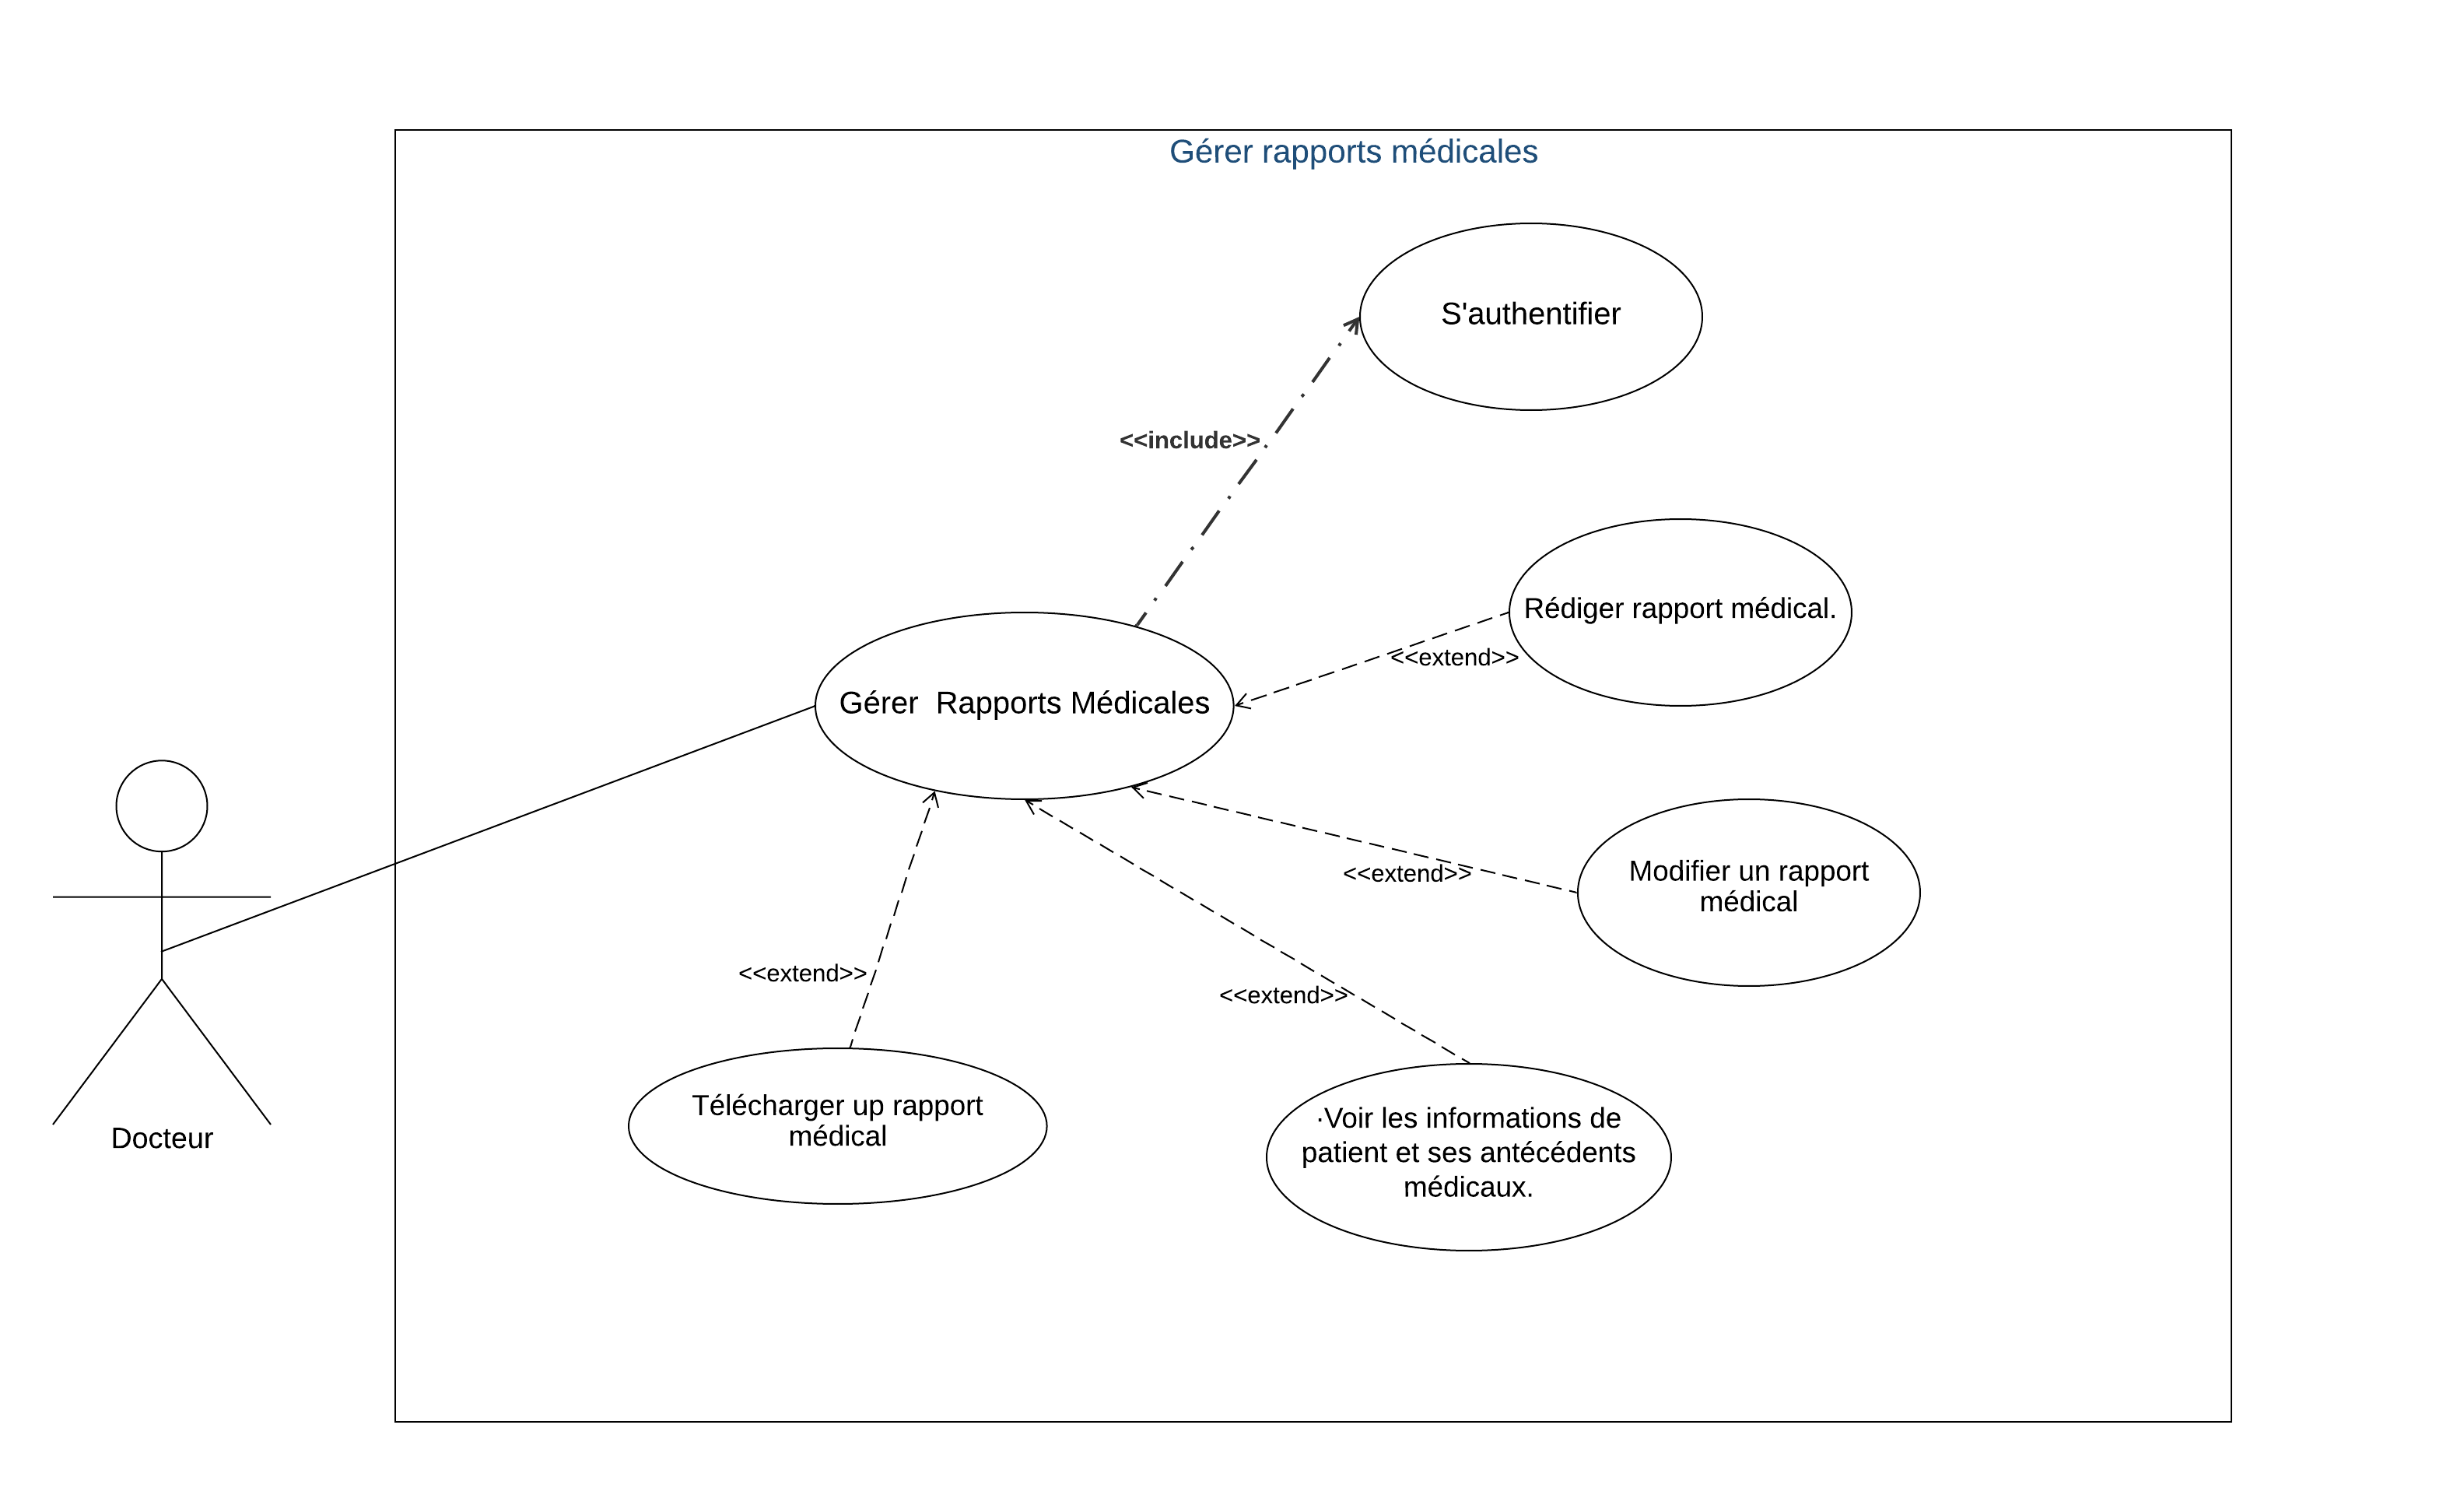 Gérer rapports médicales
S'authentifier
<<include>>
Rédiger rapport médical.
<<extend>>
Gérer  Rapports Médicales
Modifier un rapport
médical
<<extend>>
<<extend>>
<<extend>>
Télécharger up rapport
médical
·Voir les informations de
patient et ses antécédents
médicaux.
Docteur